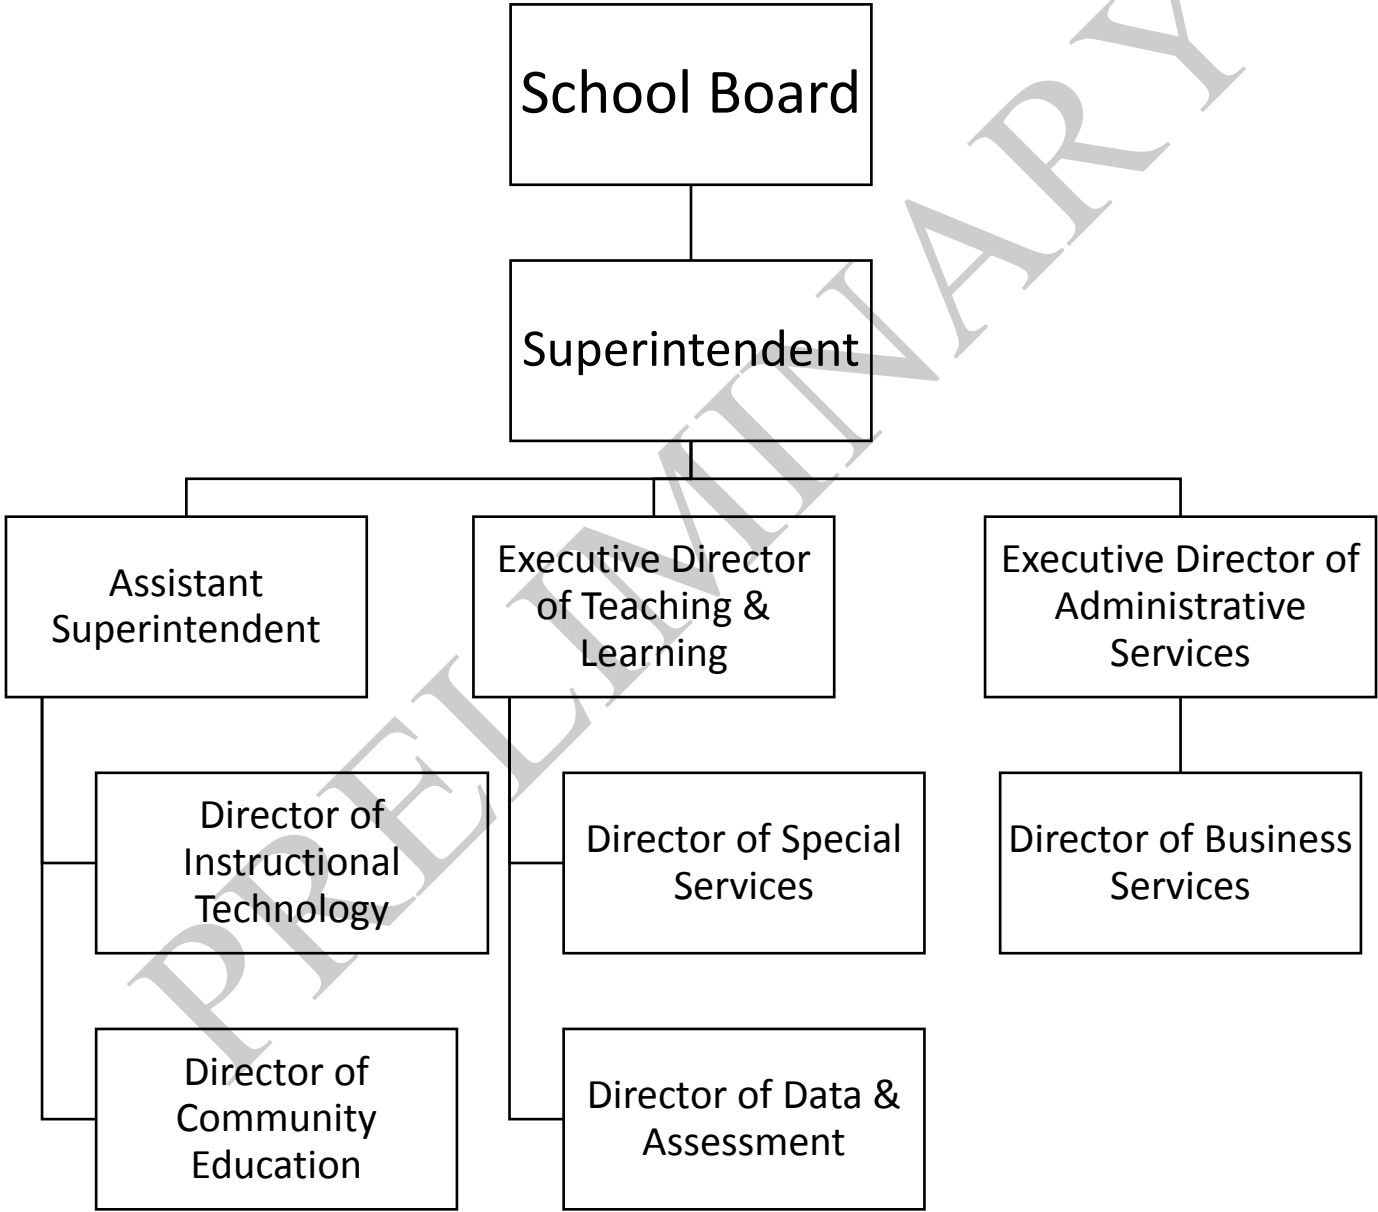 School Board
Superintendent
Assistant
Superintendent
Executive Director
of Teaching &
Learning
Executive Director of
Administrative
Services
Director of
Instructional
Technology
Director of Special
Services
Director of Business
Services
Director of
Community
Education
Director of Data &
Assessment
PRELIMINARY